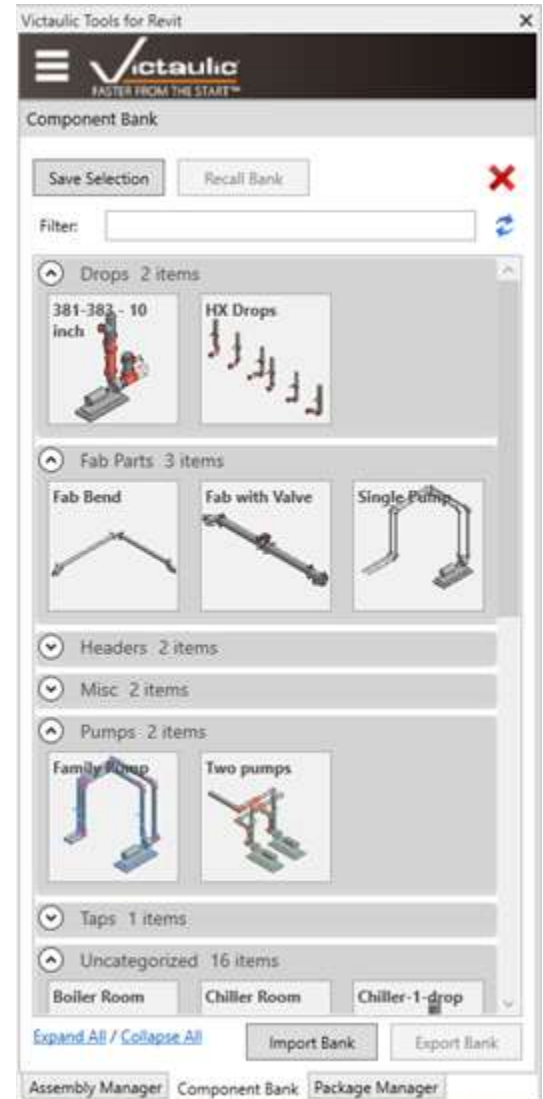 Victaulic Tools for Revit
Victaulic
FASTER FROM THE START™
Component Bank
Save Selection Recall Bank
Filter:
Drops 2 items
381-383 - 10 inch
HX Drops
Fab Parts 3 items
Fab Bend Fab with Valve Single Pump
Headers 2 items
Misc 2 items
Pumps 2 items
Family Pump Two pumps
Taps 1 items
Uncategorized 16 items
Boiler Room Chiller Room Chiller-1-drop
Expand All / Collapse All Import Bank Export Bank
Assembly Manager Component Bank Package Manager